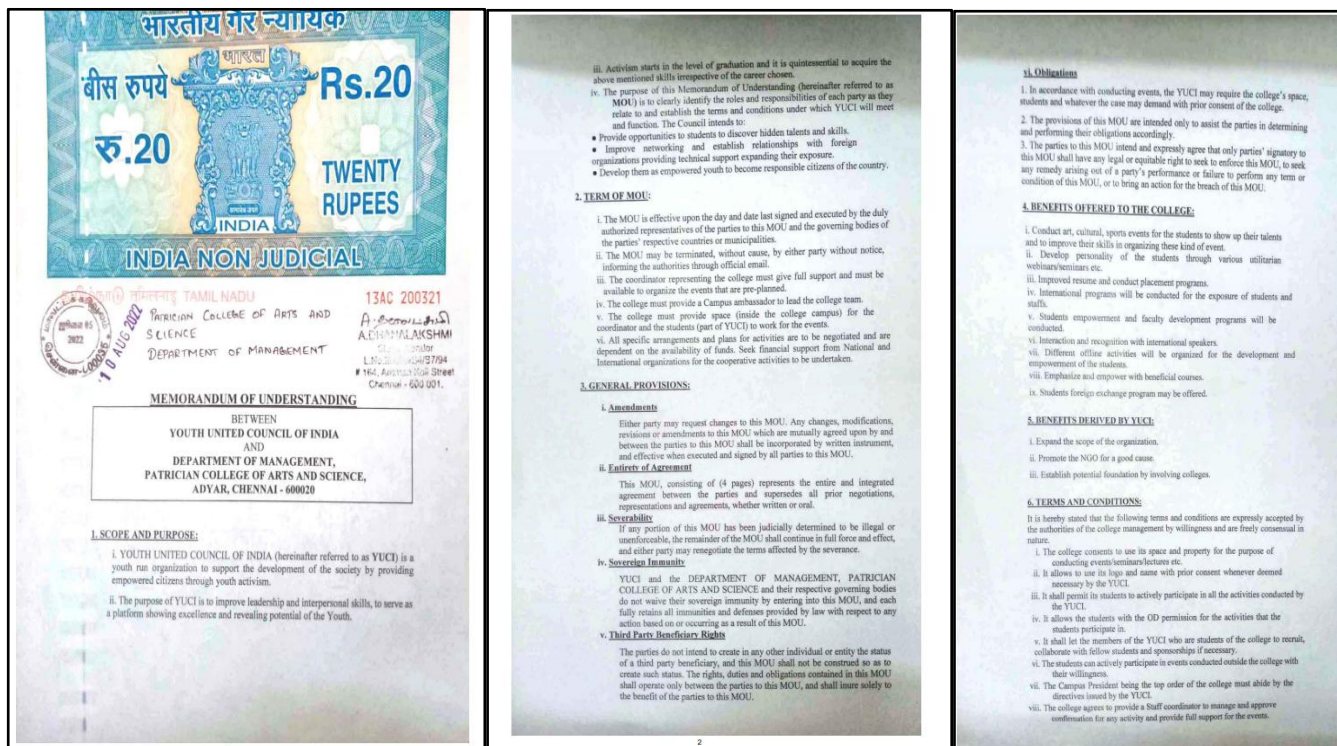 भारतीय गैर न्यायिक
भारत
बीस रुपये
Rs.20
रु.20
TWENTY
RUPEES
सत्यमेव जयते
INDIA
INDIA NON JUDICIAL
TAMIL NADU
13AC 200321
2022
10 AUG 2022
PATRICIAN COLLEGE OF ARTS AND
SCIENCE
DEPARTMENT OF MANAGEMENT
A.DHANALAKSHMI
Chennai - 600 001.
MEMORANDUM OF UNDERSTANDING
BETWEEN
YOUTH UNITED COUNCIL OF INDIA
AND
DEPARTMENT OF MANAGEMENT,
PATRICIAN COLLEGE OF ARTS AND SCIENCE,
ADYAR, CHENNAI - 600020
1. SCOPE AND PURPOSE:
i. YOUTH UNITED COUNCIL OF INDIA (hereinafter referred to as YUCI) is a
youth run organization to support the development of the society by providing
empowered citizens through youth activism.
ii. The purpose of YUCI is to improve leadership and interpersonal skills, to serve as
a platform showing excellence and revealing potential of the Youth.
iii. Activism starts in the level of graduation and it is quintessential to acquire the
above mentioned skills irrespective of the career chosen.
iv. The purpose of this Memorandum of Understanding (hereinafter referred to as
MOU) is to clearly identify the roles and responsibilities of each party as they
relate to and establish the terms and conditions under which YUCI will meet
and function. The Council intends to:
● Provide opportunities to students to discover hidden talents and skills.
● Improve networking and establish relationships with foreign
organizations providing technical support expanding their exposure.
● Develop them as empowered youth to become responsible citizens of the country.
2. TERM OF MOU:
i. The MOU is effective upon the day and date last signed and executed by the duly
authorized representatives of the parties to this MOU and the governing bodies of
the parties' respective countries or municipalities.
ii. The MOU may be terminated, without cause, by either party without notice,
informing the authorities through official email.
iii. The coordinator representing the college must give full support and must be
available to organize the events that are pre-planned.
iv. The college must provide a Campus ambassador to lead the college team.
v. The college must provide space (inside the college campus) for the
coordinator and the students (part of YUCI) to work for the events.
vi. All specific arrangements and plans for activities are to be negotiated and are
dependent on the availability of funds. Seek financial support from National and
International organizations for the cooperative activities to be undertaken.
3. GENERAL PROVISIONS:
i. Amendments
Either party may request changes to this MOU. Any changes, modifications,
revisions or amendments to this MOU which are mutually agreed upon by and
between the parties to this MOU shall be incorporated by written instrument,
and effective when executed and signed by all parties to this MOU.
ii. Entirety of Agreement
This MOU, consisting of (4 pages) represents the entire and integrated
agreement between the parties and supersedes all prior negotiations,
representations and agreements, whether written or oral.
iii. Severability
If any portion of this MOU has been judicially determined to be illegal or
unenforceable, the remainder of the MOU shall continue in full force and effect,
and either party may renegotiate the terms affected by the severance.
iv. Sovereign Immunity
YUCI and the DEPARTMENT OF MANAGEMENT, PATRICIAN
COLLEGE OF ARTS AND SCIENCE and their respective governing bodies
do not waive their sovereign immunity by entering into this MOU, and each
fully retains all immunities and defenses provided by law with respect to any
action based on or occurring as a result of this MOU.
v. Third Party Beneficiary Rights
The parties do not intend to create in any other individual or entity the status
of a third party beneficiary, and this MOU shall not be construed so as to
create such status. The rights, duties and obligations contained in this MOU
shall operate only between the parties to this MOU, and shall inure solely to
the benefit of the parties to this MOU.
2
vi. Obligations
1. In accordance with conducting events, the YUCI may require the college's space,
students and whatever the case may demand with prior consent of the college.
2. The provisions of this MOU are intended only to assist the parties in determining
and performing their obligations accordingly.
3. The parties to this MOU intend and expressly agree that only parties' signatory to
this MOU shall have any legal or equitable right to seek to enforce this MOU, to seek
any remedy arising out of a party's performance or failure to perform any term or
condition of this MOU, or to bring an action for the breach of this MOU.
4. BENEFITS OFFERED TO THE COLLEGE:
i. Conduct art, cultural, sports events for the students to show up their talents
and to improve their skills in organizing these kind of event.
ii. Develop personality of the students through various utilitarian
webinars/seminars etc.
iii. Improved resume and conduct placement programs.
iv. International programs will be conducted for the exposure of students and
staffs.
v. Students empowerment and faculty development programs will be
conducted.
vi. Interaction and recognition with international speakers.
vii. Different offline activities will be organized for the development and
empowerment of the students.
viii. Emphasize and empower with beneficial courses.
ix. Students foreign exchange program may be offered.
5. BENEFITS DERIVED BY YUCI:
i. Expand the scope of the organization.
ii. Promote the NGO for a good cause.
iii. Establish potential foundation by involving colleges.
6. TERMS AND CONDITIONS:
It is hereby stated that the following terms and conditions are expressly accepted by
the authorities of the college management by willingness and are freely consensual in
nature.
i. The college consents to use its space and property for the purpose of
conducting events/seminars/lectures etc.
ii. It allows to use its logo and name with prior consent whenever deemed
necessary by the YUCI.
iii. It shall permit its students to actively participate in all the activities conducted by
the YUCI.
iv. It allows the students with the OD permission for the activities that the
students participate in.
v. It shall let the members of the YUCI who are students of the college to recruit,
collaborate with fellow students and sponsorships if necessary.
vi. The students can actively participate in events conducted outside the college with
their willingness.
vii. The Campus President being the top order of the college must abide by the
directives issued by the YUCI.
viii. The college agrees to provide a Staff coordinator to manage and approve
confirmation for any activity and provide full support for the events.